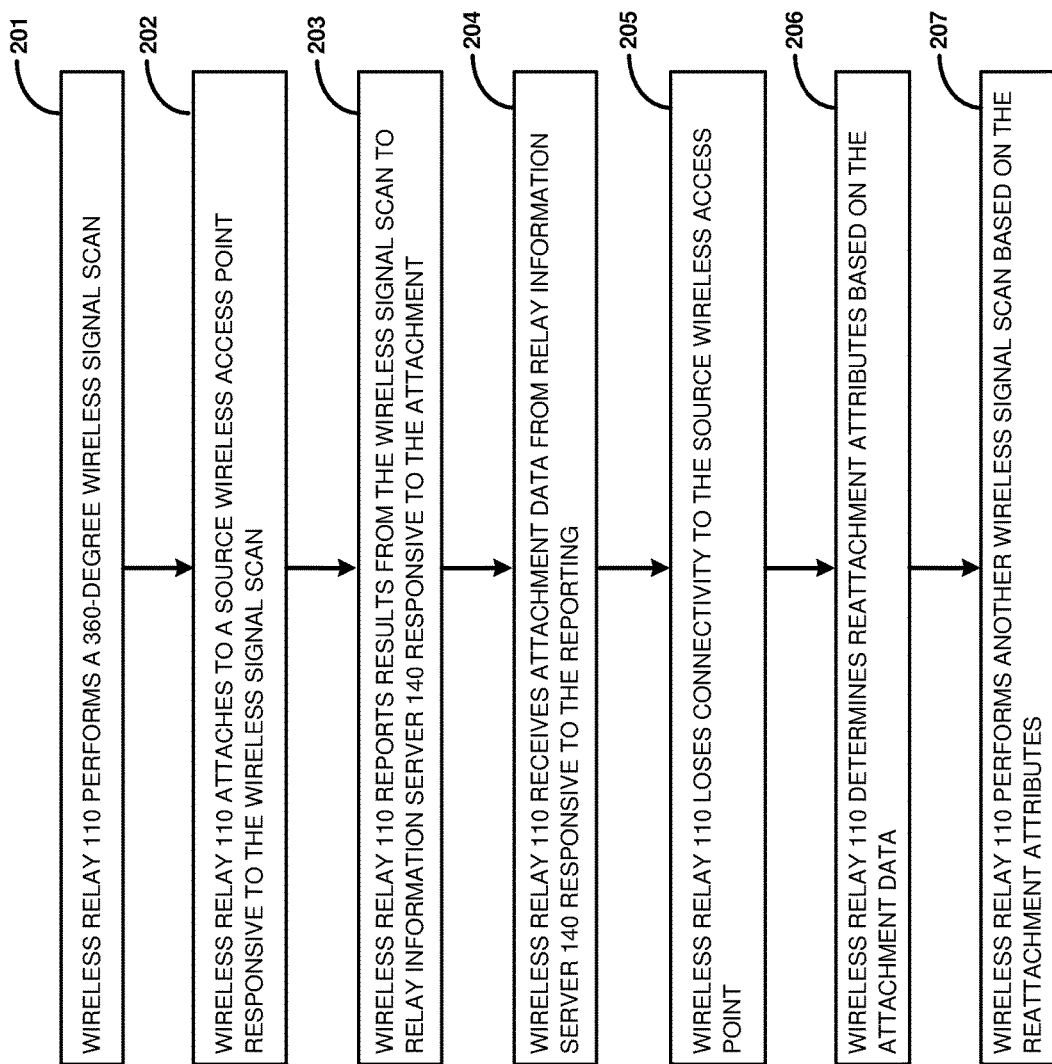 201
WIRELESS RELAY 110 PERFORMS A 360-DEGREE WIRELESS SIGNAL SCAN
202
WIRELESS RELAY 110 ATTACHES TO A SOURCE WIRELESS ACCESS POINT
RESPONSIVE TO THE WIRELESS SIGNAL SCAN
203
WIRELESS RELAY 110 REPORTS RESULTS FROM THE WIRELESS SIGNAL SCAN TO
RELAY INFORMATION SERVER 140 RESPONSIVE TO THE ATTACHMENT
204
WIRELESS RELAY 110 RECEIVES ATTACHMENT DATA FROM RELAY INFORMATION
SERVER 140 RESPONSIVE TO THE REPORTING
205
WIRELESS RELAY 110 LOSES CONNECTIVITY TO THE SOURCE WIRELESS ACCESS
POINT
206
WIRELESS RELAY 110 DETERMINES REATTACHMENT ATTRIBUTES BASED ON THE
ATTACHMENT DATA
207
WIRELESS RELAY 110 PERFORMS ANOTHER WIRELESS SIGNAL SCAN BASED ON THE
REATTACHMENT ATTRIBUTES